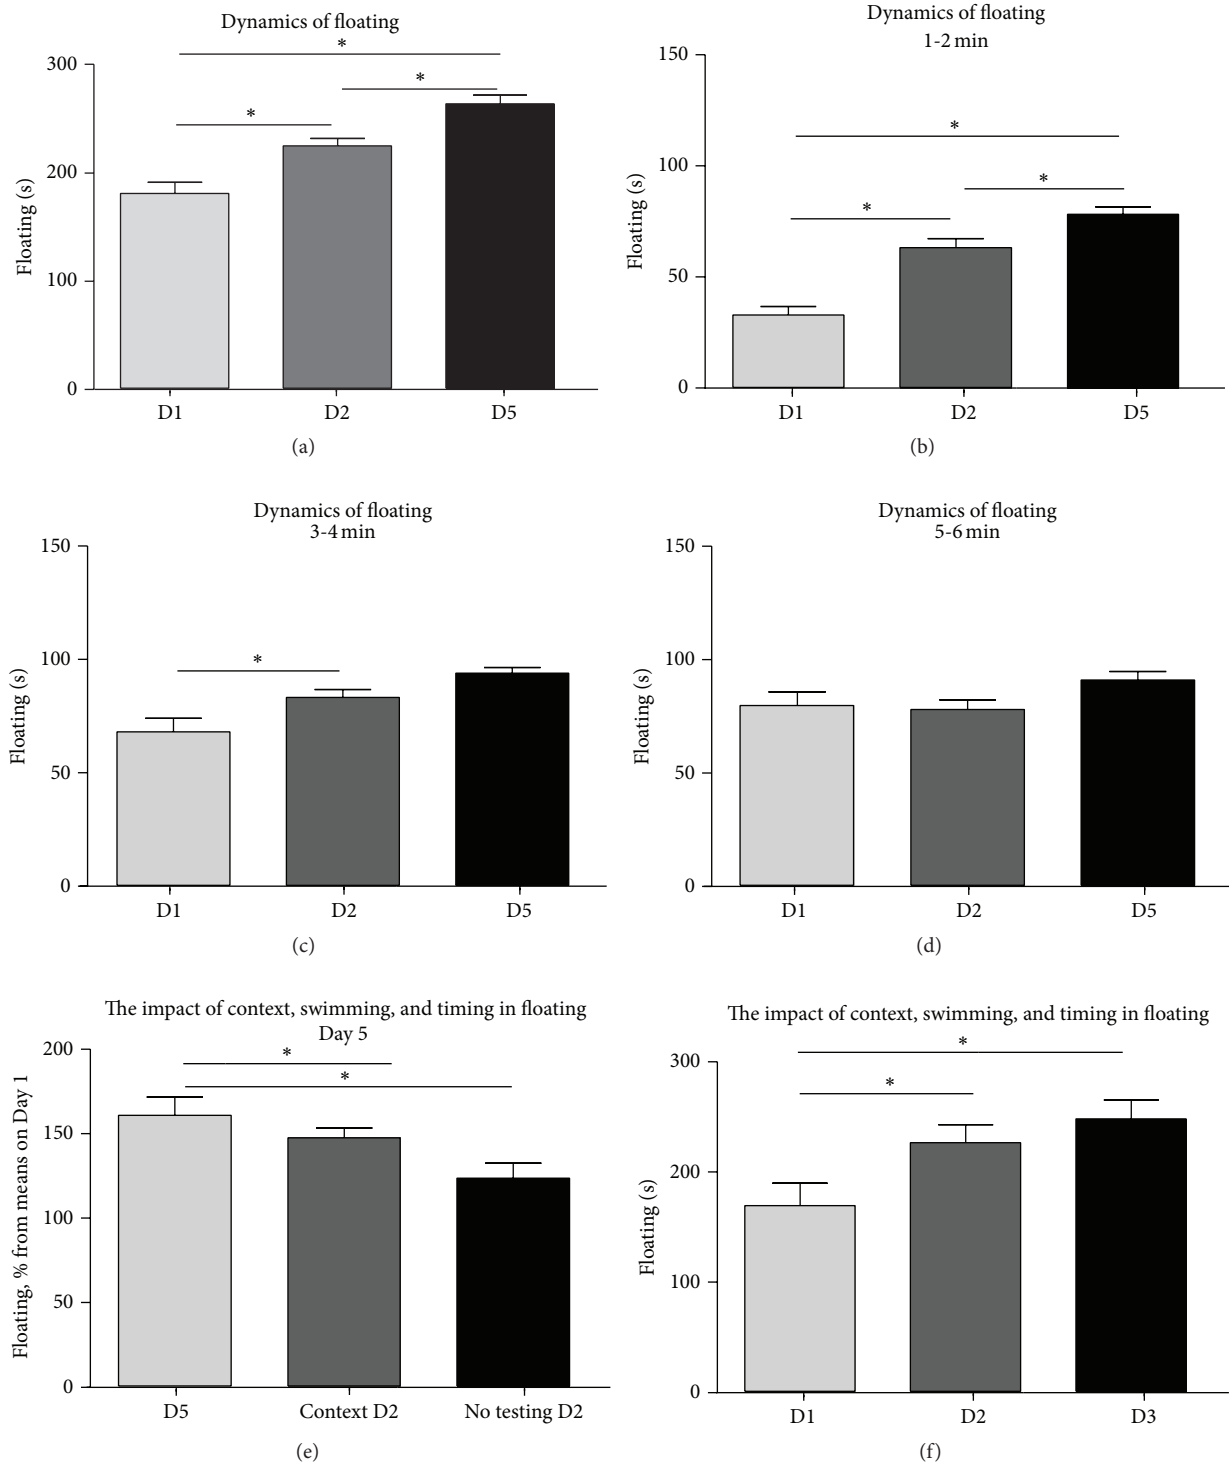 Dynamics of floating
*
*
*
300
200
100
0
Floating (s)
D1 D2 D5
(a)
Dynamics of floating
1-2 min
*
*
*
150
100
50
0
Floating (s)
D1 D2 D5
(b)
Dynamics of floating
3-4 min
*
150
100
50
0
Floating (s)
D1 D2 D5
(c)
Dynamics of floating
5-6 min
150
100
50
0
Floating (s)
D1 D2 D5
(d)
The impact of context, swimming, and timing in floating
Day 5
*
*
200
150
100
50
0
Floating, % from means on Day 1
D5 Context D2 No testing D2
(e)
The impact of context, swimming, and timing in floating
*
*
300
200
100
0
Floating (s)
D1 D2 D3
(f)